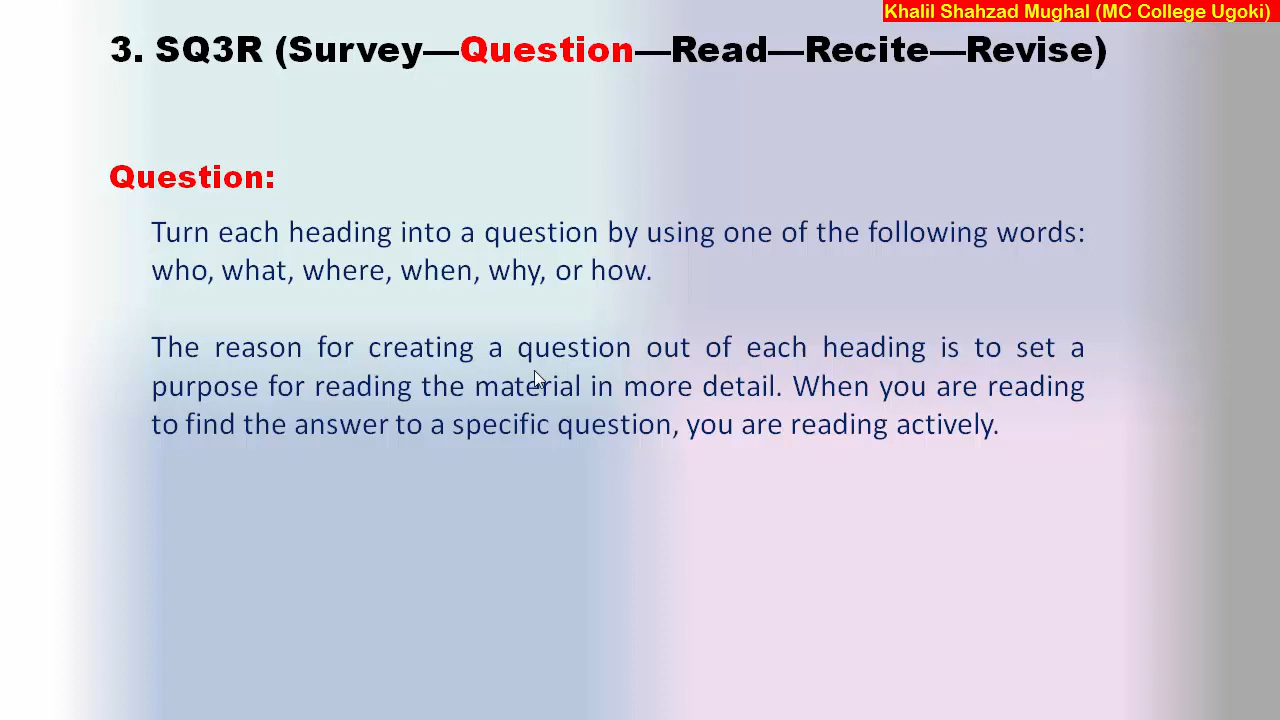 Khalil Shahzad Mughal (MC College Ugoki)
3. SQ3R (Survey—Question—Read—Recite—Revise)
Question:
Turn each heading into a question by using one of the following words:
who, what, where, when, why, or how.
The reason for creating a question out of each heading is to set a
purpose for reading the material in more detail. When you are reading
to find the answer to a specific question, you are reading actively.